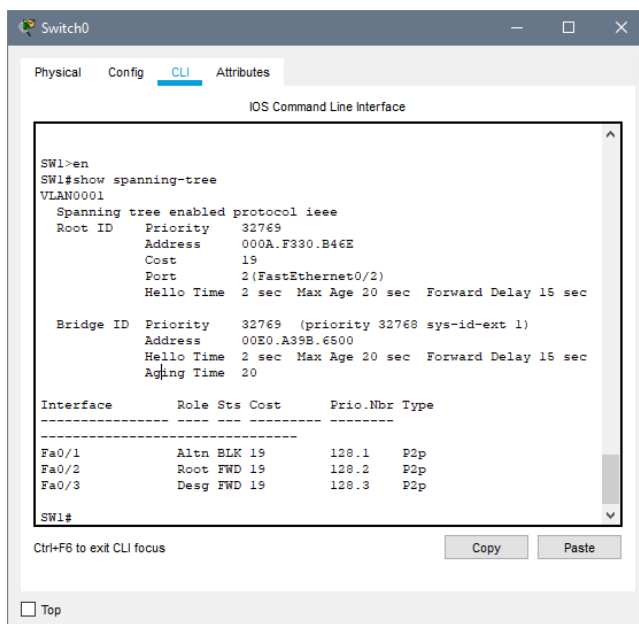 Switch0
Physical Config CLI Attributes
IOS Command Line Interface
SW1>en
SW1#show spanning-tree
VLAN0001
  Spanning tree enabled protocol ieee
  Root ID    Priority    32769
             Address     000A.F330.B46E
             Cost        19
             Port        2(FastEthernet0/2)
             Hello Time  2 sec  Max Age 20 sec  Forward Delay 15 sec
  Bridge ID  Priority    32769  (priority 32768 sys-id-ext 1)
             Address     00E0.A39B.6500
             Hello Time  2 sec  Max Age 20 sec  Forward Delay 15 sec
             Aging Time  20
Interface        Role Sts Cost      Prio.Nbr Type
---------------- ---- --- --------- --------
--------------------------------
Fa0/1            Altn BLK 19        128.1    P2p
Fa0/2            Root FWD 19        128.2    P2p
Fa0/3            Desg FWD 19        128.3    P2p
SW1#
Ctrl+F6 to exit CLI focus Copy Paste
Top